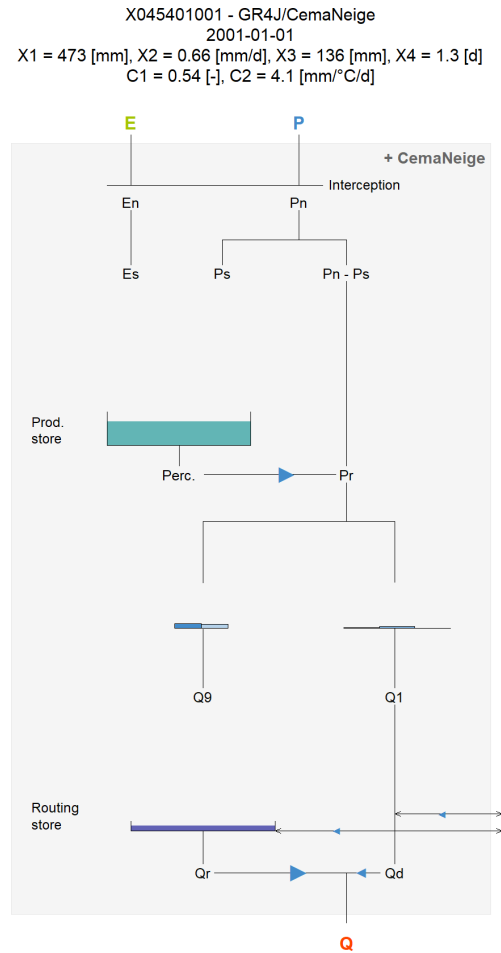 X045401001 - GR4J/CemaNeige
2001-01-01
X1 = 473 [mm], X2 = 0.66 [mm/d], X3 = 136 [mm], X4 = 1.3 [d]
C1 = 0.54 [-], C2 = 4.1 [mm/°C/d]
E P
+ CemaNeige
Interception
En Pn
Es Ps Pn - Ps
Prod.
store
Perc. Pr
Q9 Q1
Routing
store
Qr Qd
Q